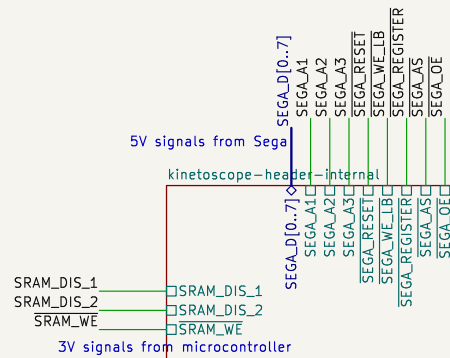 SEGA_D[0..7]
SEGA_A1
SEGA_A2
SEGA_A3
SEGA_RESET
SEGA_WE_LB
SEGA_REGISTER
SEGA_AS
SEGA_OE
5V signals from Sega
kinetoscope-header-internal
SEGA_D[0..7]
SEGA_A1
SEGA_A2
SEGA_A3
SEGA_RESET
SEGA_WE_LB
SEGA_REGISTER
SEGA_AS
SEGA_OE
SRAM_DIS_1
SRAM_DIS_1
SRAM_DIS_2
SRAM_DIS_2
SRAM_WE
SRAM_WE
3V signals from microcontroller